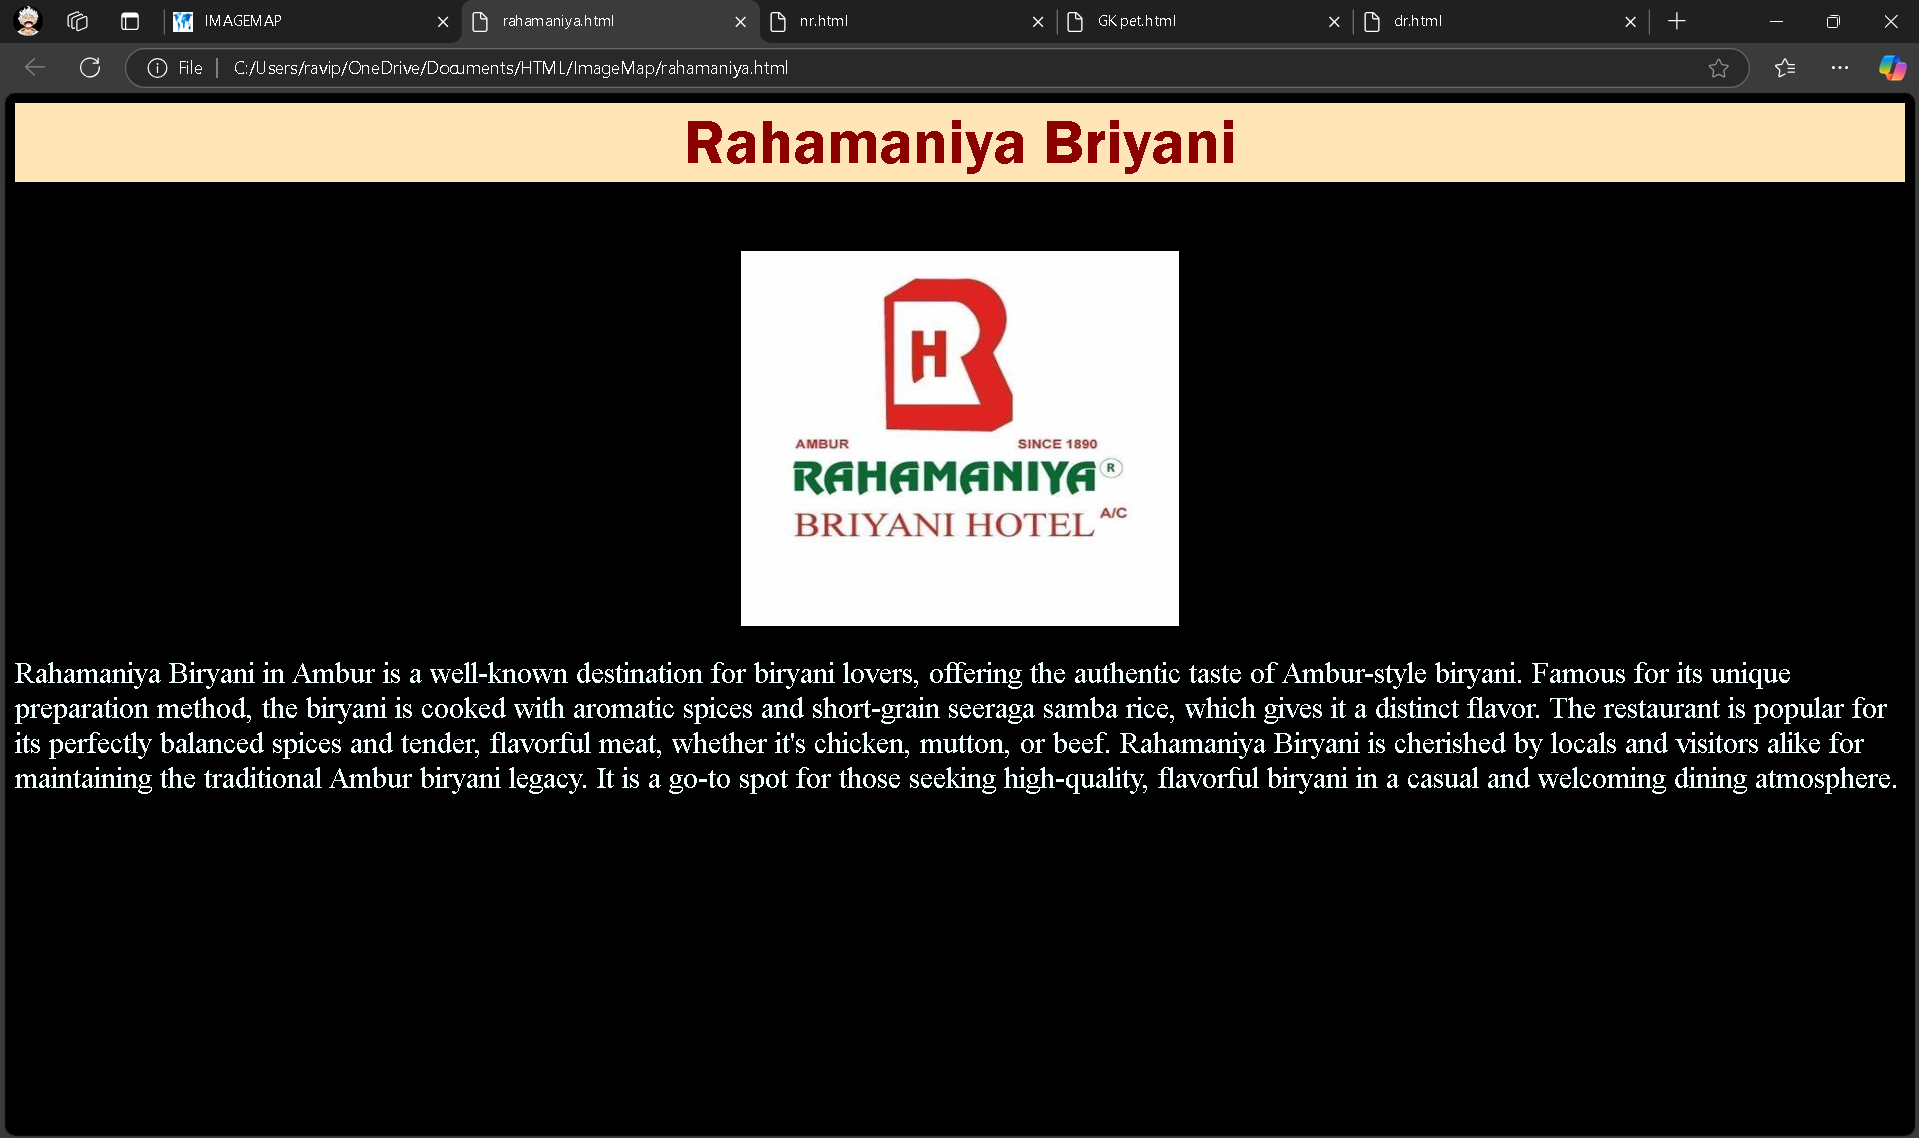 IMAGEMAP
rahamaniya.html
nr.html
GK pet.html
dr.html
File
C:/Users/ravip/OneDrive/Documents/HTML/ImageMap/rahamaniya.html
Rahamaniya Briyani
HR
AMBUR SINCE 1890
RAHAMANIYA ®
BRIYANI HOTEL A/C
Rahamaniya Biryani in Ambur is a well-known destination for biryani lovers, offering the authentic taste of Ambur-style biryani. Famous for its unique
preparation method, the biryani is cooked with aromatic spices and short-grain seeraga samba rice, which gives it a distinct flavor. The restaurant is popular for
its perfectly balanced spices and tender, flavorful meat, whether it's chicken, mutton, or beef. Rahamaniya Biryani is cherished by locals and visitors alike for
maintaining the traditional Ambur biryani legacy. It is a go-to spot for those seeking high-quality, flavorful biryani in a casual and welcoming dining atmosphere.